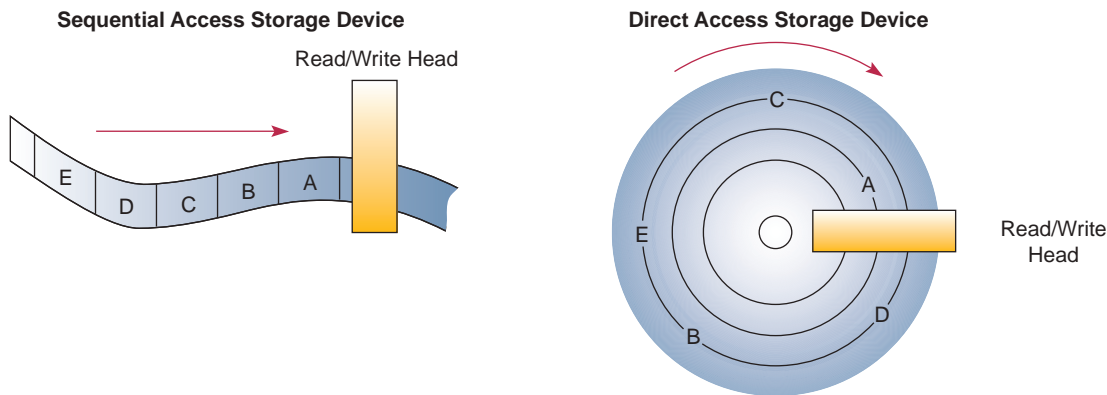 Sequential Access Storage Device
Read/Write Head
E
D
C
B
A
Direct Access Storage Device
C
A
E
Read/Write
Head
D
B